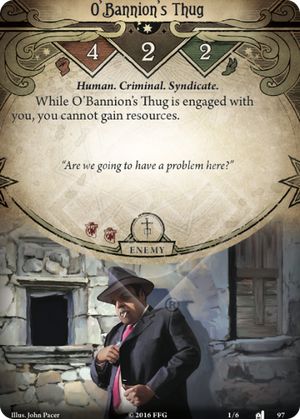 O'Bannion's Thug
4 2 2
Human. Criminal. Syndicate.
While O'Bannion's Thug is engaged with
you, you cannot gain resources.
"Are we going to have a problem here?"
ENEMY
Illus. John Pacer © 2016 FFG 1/6 97